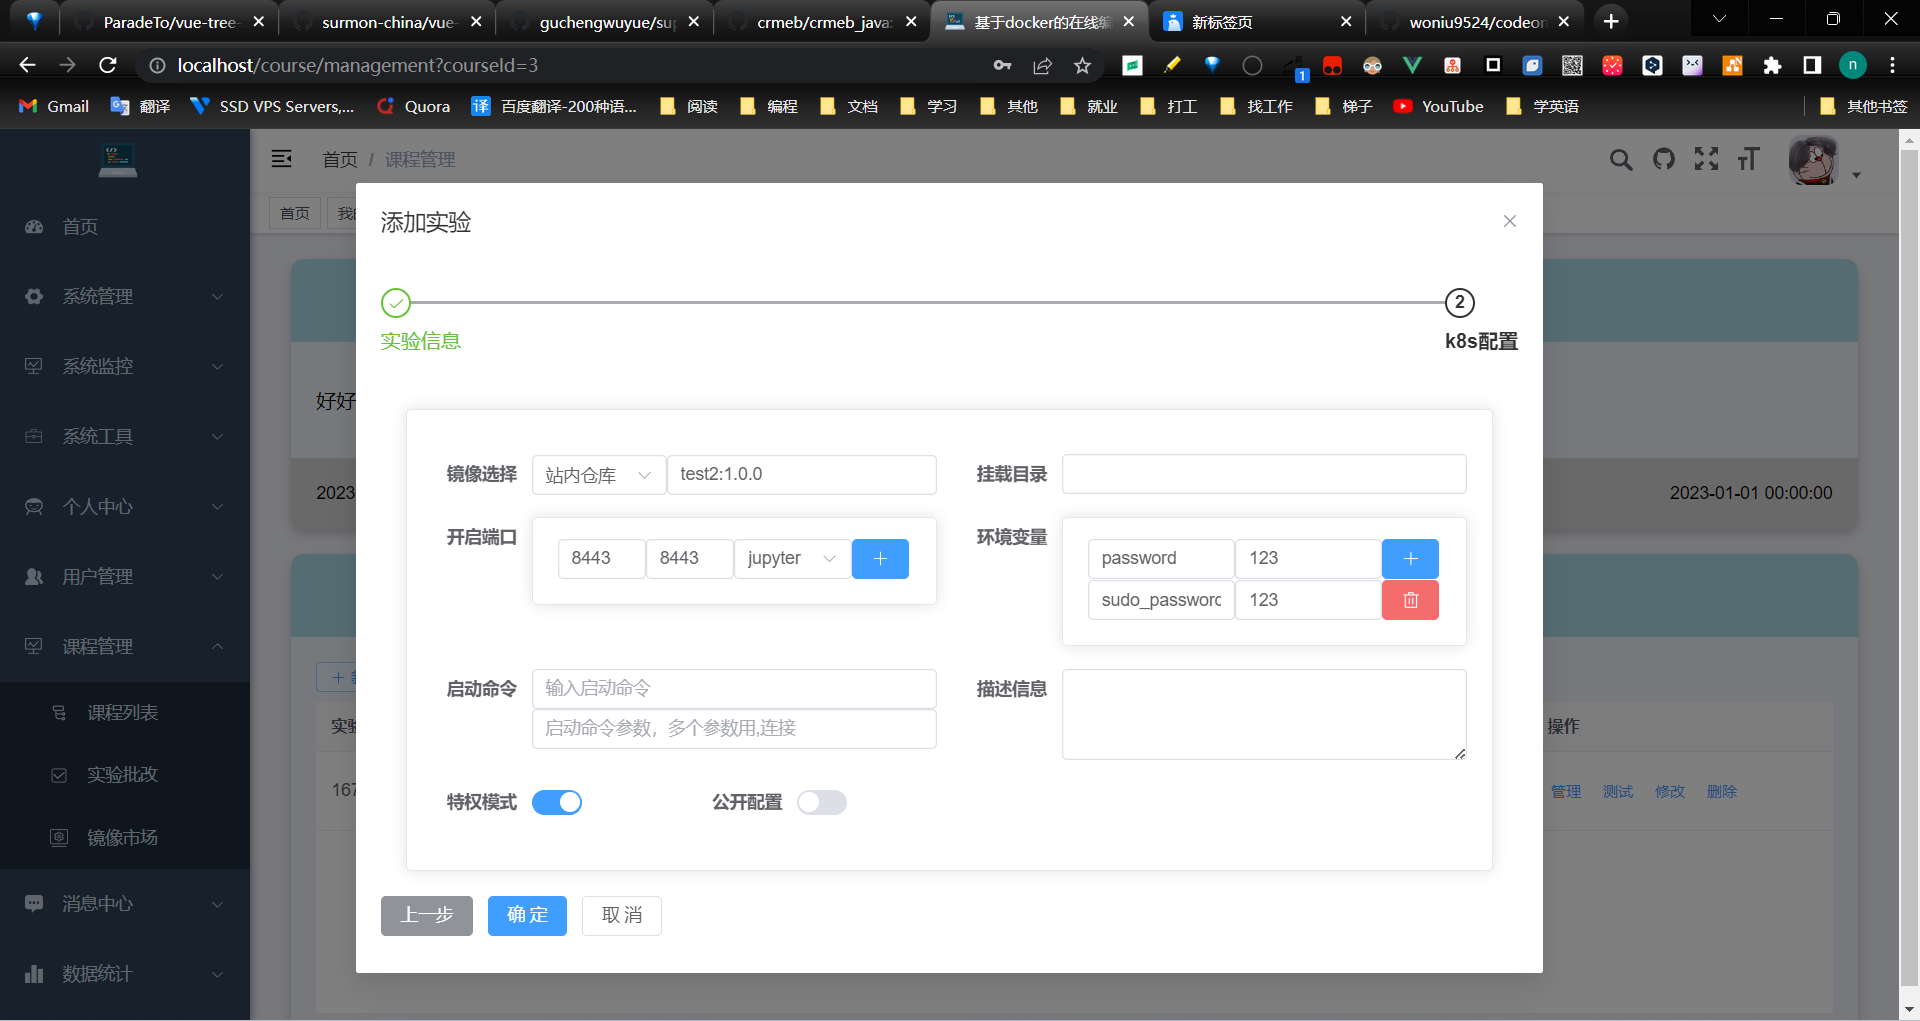 ParadeTo/vue-tree-
surmon-china/vue-
guchengwuyue/sup
crmeb/crmeb_java:
基于docker的在线编
新标签页
woniu9524/codeon
localhost/course/management?courseId=3
1
n
Gmail
翻译
SSD VPS Servers,...
Quora
译
百度翻译-200种语...
阅读
编程
文档
学习
其他
就业
打工
找工作
梯子
YouTube
学英语
其他书签
首页 / 课程管理
首页
首页
系统管理
系统监控
系统工具
个人中心
用户管理
课程管理
课程列表
实验批改
镜像市场
消息中心
数据统计
好好
2023
2023-01-01 00:00:00
实验
操作
167
管理 测试 修改 删除
添加实验
实验信息
2
k8s配置
镜像选择 站内仓库 test2:1.0.0
挂载目录
开启端口 8443 8443 jupyter
环境变量 password 123
sudo_password 123
启动命令 输入启动命令
启动命令参数，多个参数用,连接
描述信息
特权模式 公开配置
上一步 确 定 取 消